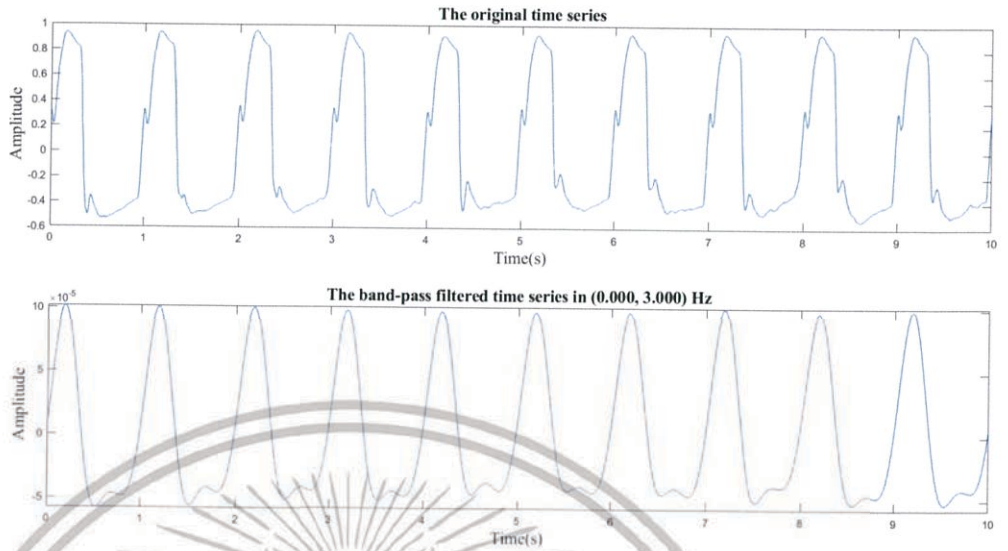 The original time series
1
0.8
0.6
0.4
0.2
0
-0.2
-0.4
-0.6
Amplitude
0 1 2 3 4 5 6 7 8 9 10
Time(s)
The band-pass filtered time series in (0.000, 3.000) Hz
×10^-5
10
5
0
-5
Amplitude
0 1 2 3 4 5 6 7 8 9 10
Time(s)